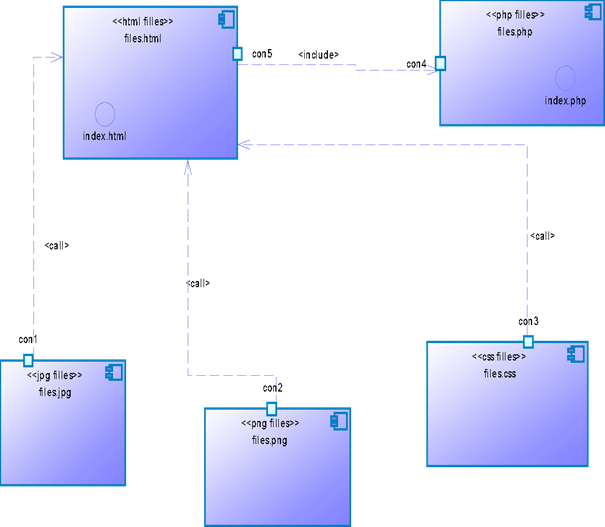 <<html filles>>
files.html
index.html
con5
<include>
con4
<<php filles>>
files.php
index.php
<call>
<call>
<call>
con1
<<jpg filles>>
files.jpg
con2
<<png filles>>
files.png
con3
<<css filles>>
files.css